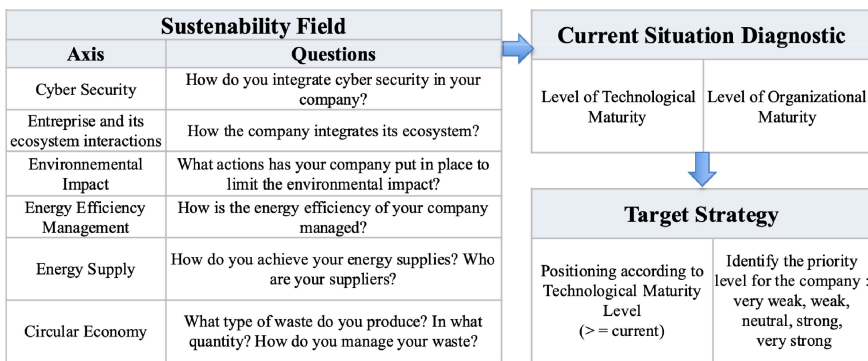 Sustenability Field
Axis Questions
Cyber Security
How do you integrate cyber security in your
company?
Entreprise and its
ecosystem interactions
How the company integrates its ecosystem?
Environnemental
Impact
What actions has your company put in place to
limit the environmental impact?
Energy Efficiency
Management
How is the energy efficiency of your company
managed?
Energy Supply
How do you achieve your energy supplies? Who
are your suppliers?
Circular Economy
What type of waste do you produce? In what
quantity? How do you manage your waste?
Current Situation Diagnostic
Level of Technological
Maturity
Level of Organizational
Maturity
Target Strategy
Positioning according to
Technological Maturity
Level
(> = current)
Identify the priority
level for the company :
very weak, weak,
neutral, strong,
very strong